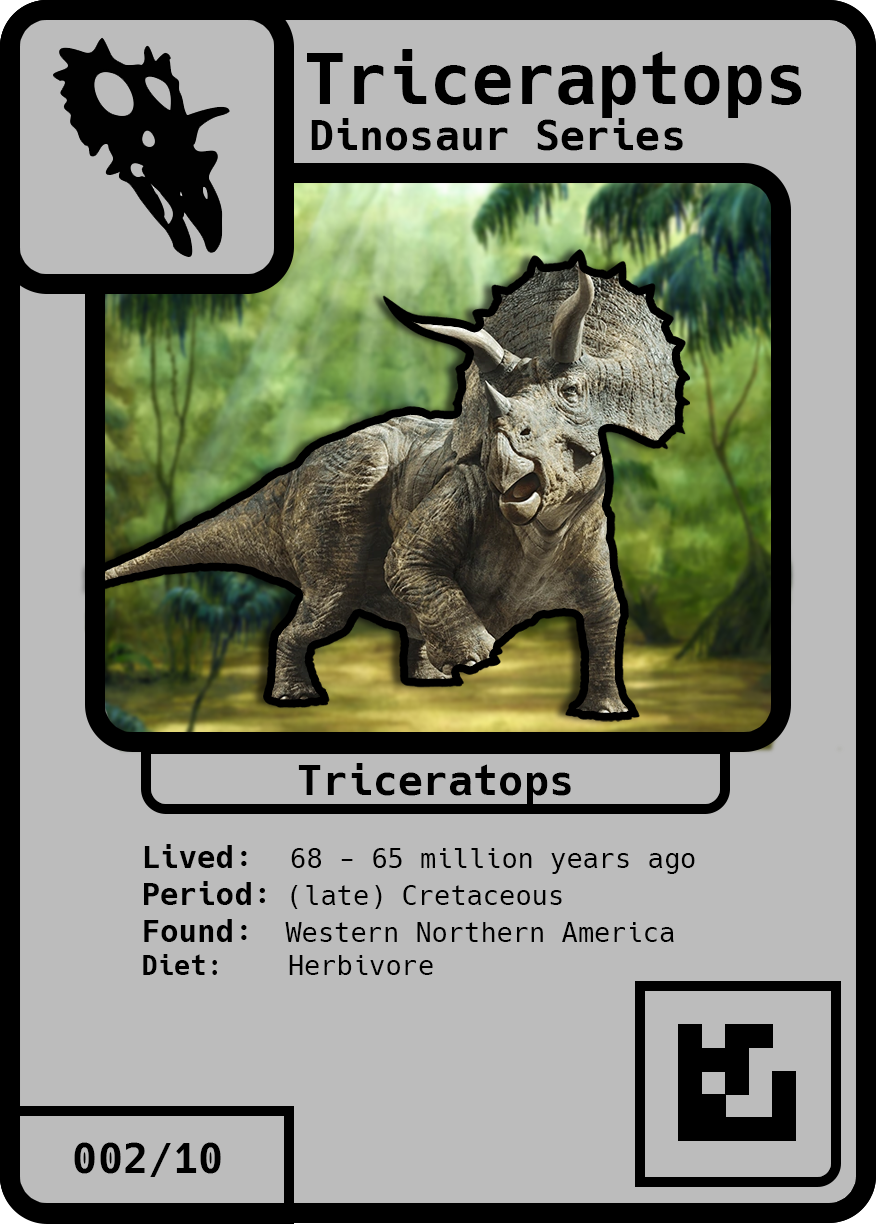 Triceraptops
Dinosaur Series
Triceratops
Lived: 68 - 65 million years ago
Period: (late) Cretaceous
Found: Western Northern America
Diet: Herbivore
002/10